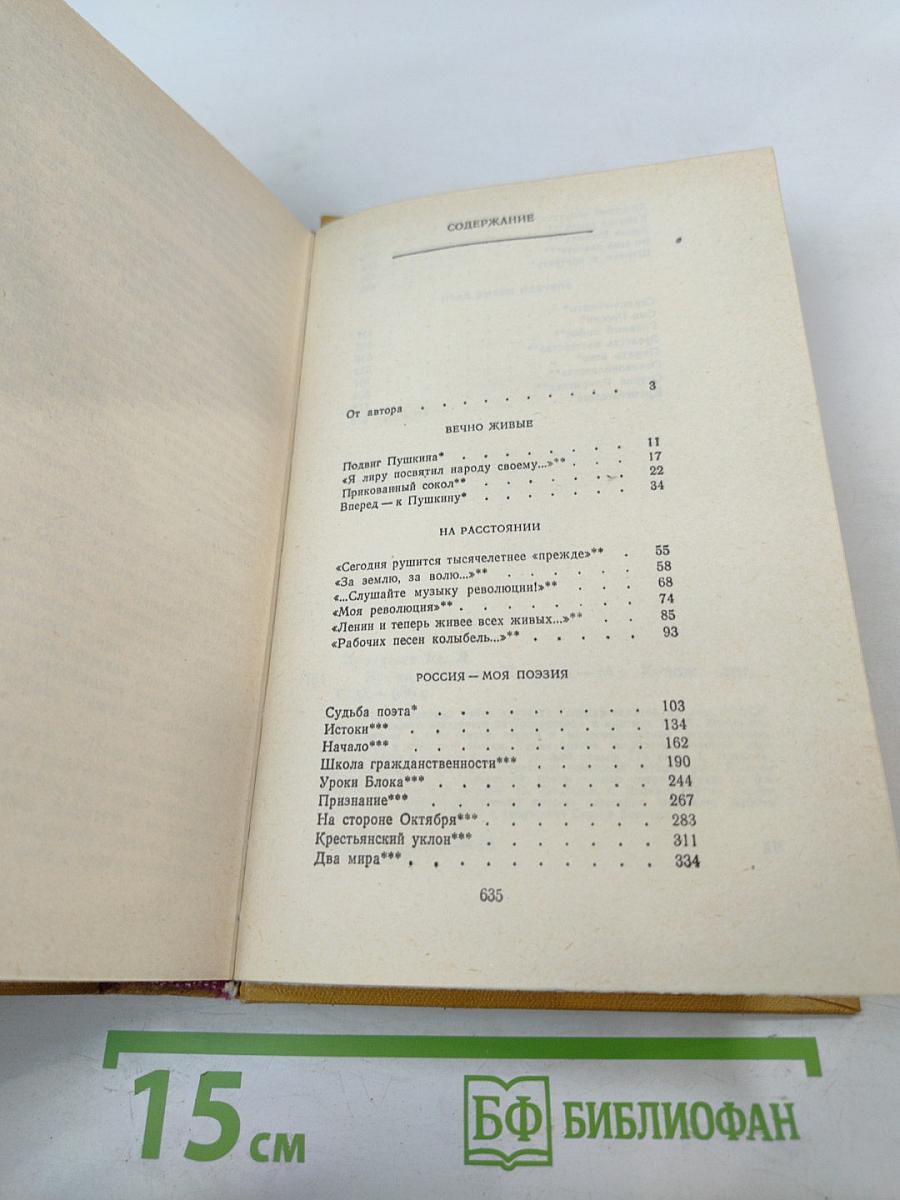 СОДЕРЖАНИЕ
От автора . . . . . . . . . . 3
ВЕЧНО ЖИВЫЕ
Подвиг Пушкина* . . . . . . . . 11
«Я лиру посвятил народу своему...»** . . . 17
Прикованный сокол** . . . . . . . 22
Вперед — к Пушкину* . . . . . . . 34
НА РАССТОЯНИИ
«Сегодня рушится тысячелетнее «прежде»** . 55
«За землю, за волю...»** . . . . . . 58
«...Слушайте музыку революции!»** . . . 68
«Моя революция»** . . . . . . . . 74
«Ленин и теперь живее всех живых...»** . . 85
«Рабочих песен колыбель...»** . . . . . 93
РОССИЯ — МОЯ ПОЭЗИЯ
Судьба поэта* . . . . . . . . . 103
Истоки*** . . . . . . . . . . 134
Начало*** . . . . . . . . . . 162
Школа гражданственности*** . . . . . 190
Уроки Блока*** . . . . . . . . . 244
Признание*** . . . . . . . . . 267
На стороне Октября*** . . . . . . . 283
Крестьянский уклон*** . . . . . . . 311
Два мира*** . . . . . . . . . . 334
635
15 см
БФ БИБЛИОФАН